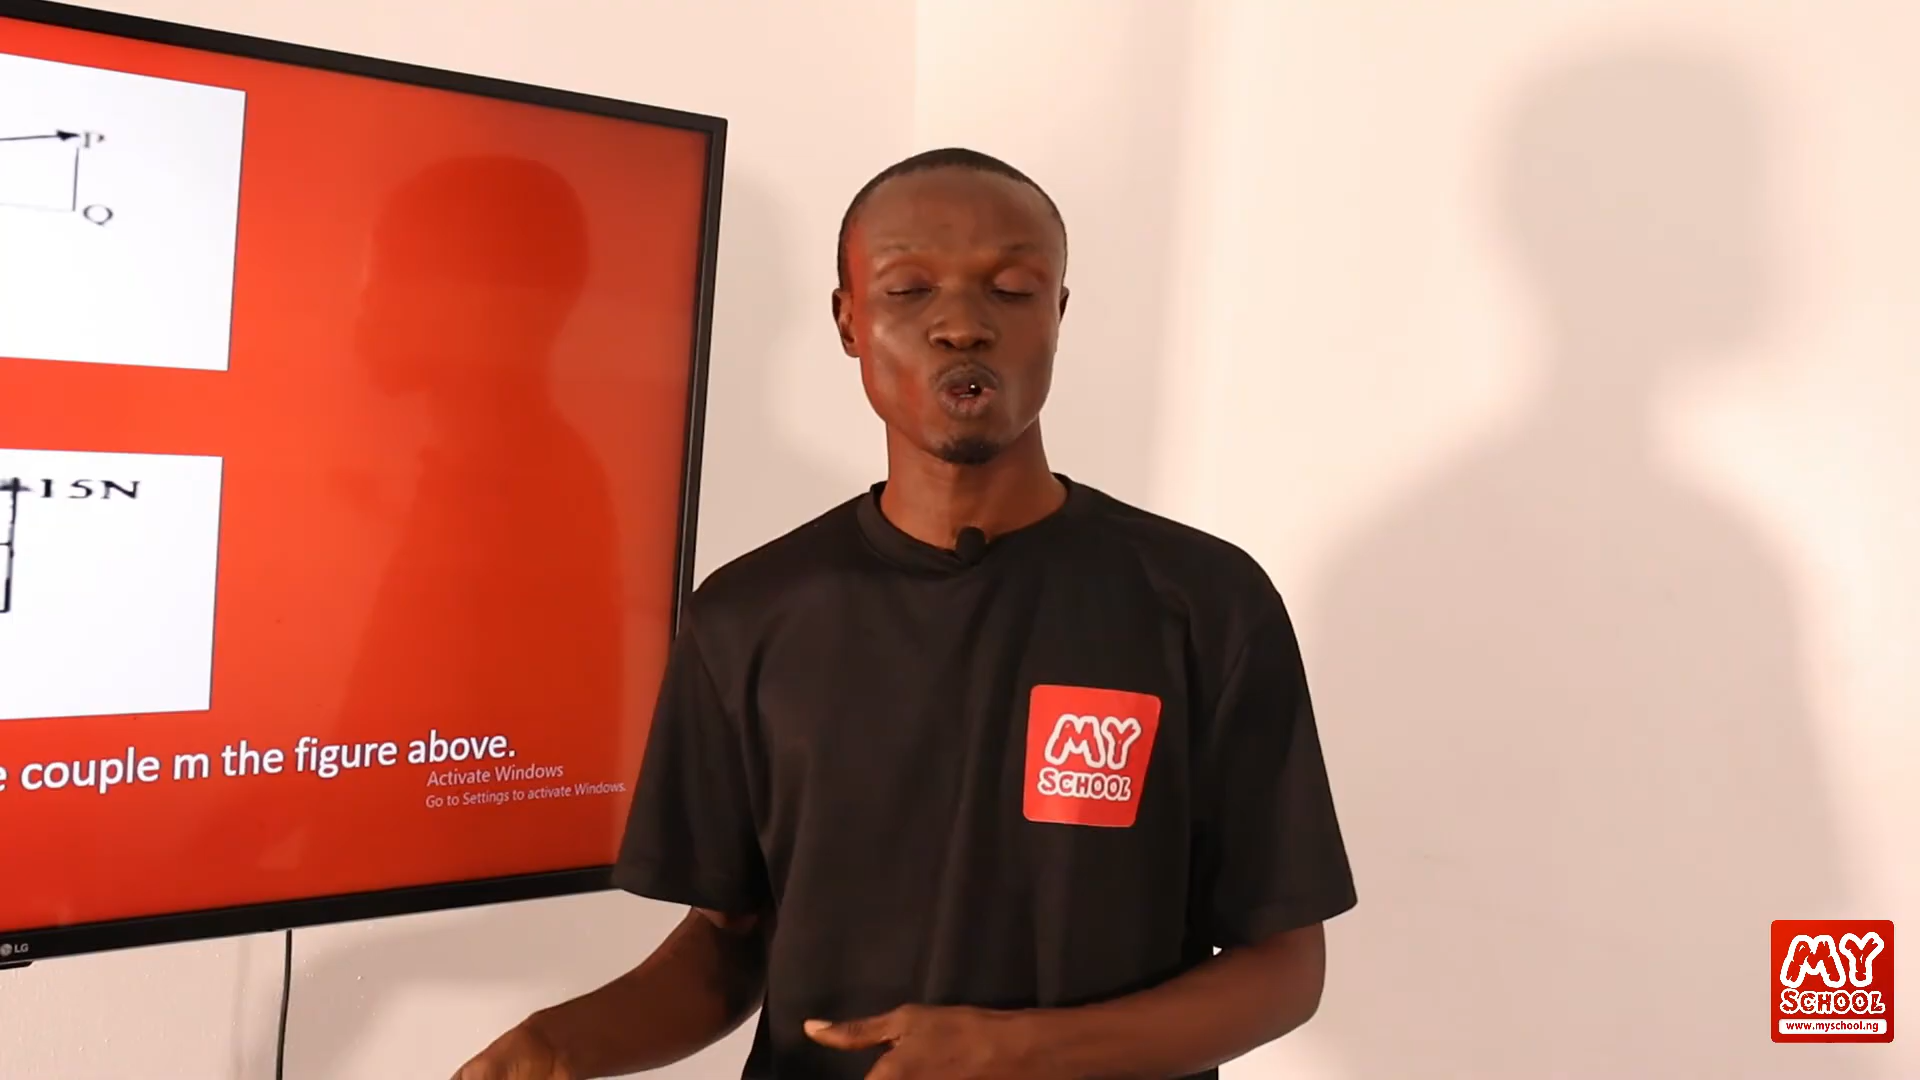 P
Q
15N
couple m the figure above.
Activate Windows
Go to Settings to activate Windows.
LG
MY
SCHOOL
MY
SCHOOL
www.myschool.ng